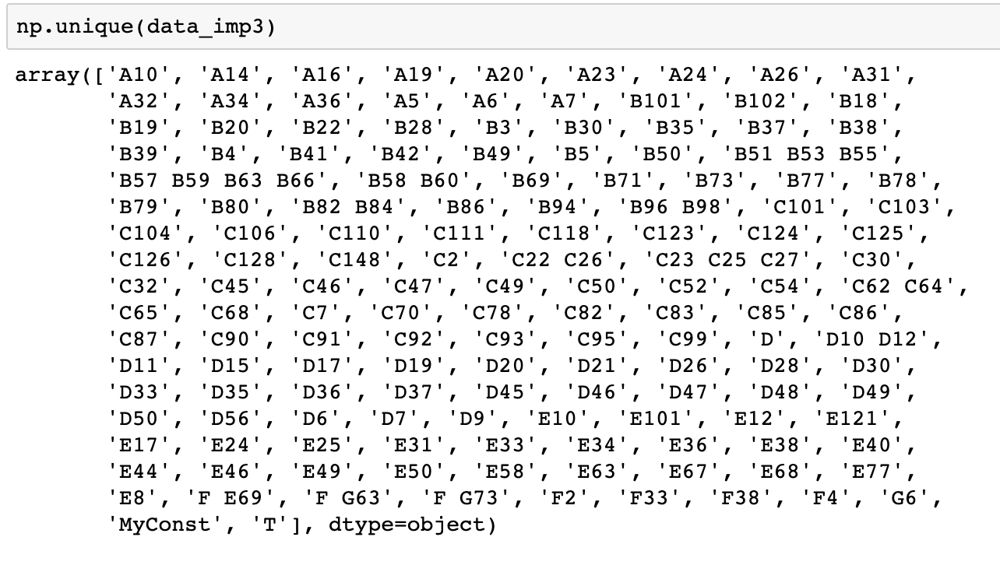 np.unique(data_imp3)
array(['A10', 'A14', 'A16', 'A19', 'A20', 'A23', 'A24', 'A26', 'A31',
'A32', 'A34', 'A36', 'A5', 'A6', 'A7', 'B101', 'B102', 'B18',
'B19', 'B20', 'B22', 'B28', 'B3', 'B30', 'B35', 'B37', 'B38',
'B39', 'B4', 'B41', 'B42', 'B49', 'B5', 'B50', 'B51 B53 B55',
'B57 B59 B63 B66', 'B58 B60', 'B69', 'B71', 'B73', 'B77', 'B78',
'B79', 'B80', 'B82 B84', 'B86', 'B94', 'B96 B98', 'C101', 'C103',
'C104', 'C106', 'C110', 'C111', 'C118', 'C123', 'C124', 'C125',
'C126', 'C128', 'C148', 'C2', 'C22 C26', 'C23 C25 C27', 'C30',
'C32', 'C45', 'C46', 'C47', 'C49', 'C50', 'C52', 'C54', 'C62 C64',
'C65', 'C68', 'C7', 'C70', 'C78', 'C82', 'C83', 'C85', 'C86',
'C87', 'C90', 'C91', 'C92', 'C93', 'C95', 'C99', 'D', 'D10 D12',
'D11', 'D15', 'D17', 'D19', 'D20', 'D21', 'D26', 'D28', 'D30',
'D33', 'D35', 'D36', 'D37', 'D45', 'D46', 'D47', 'D48', 'D49',
'D50', 'D56', 'D6', 'D7', 'D9', 'E10', 'E101', 'E12', 'E121',
'E17', 'E24', 'E25', 'E31', 'E33', 'E34', 'E36', 'E38', 'E40',
'E44', 'E46', 'E49', 'E50', 'E58', 'E63', 'E67', 'E68', 'E77',
'E8', 'F E69', 'F G63', 'F G73', 'F2', 'F33', 'F38', 'F4', 'G6',
'MyConst', 'T'], dtype=object)